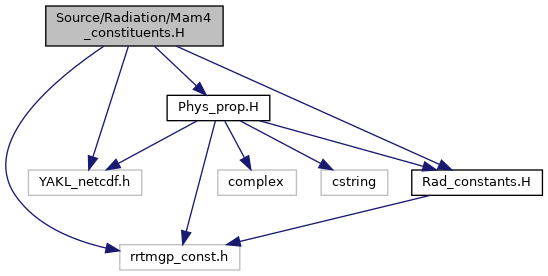 Source/Radiation/Mam4
_constituents.H
Phys_prop.H
YAKL_netcdf.h
complex
cstring
Rad_constants.H
rrtmgp_const.h